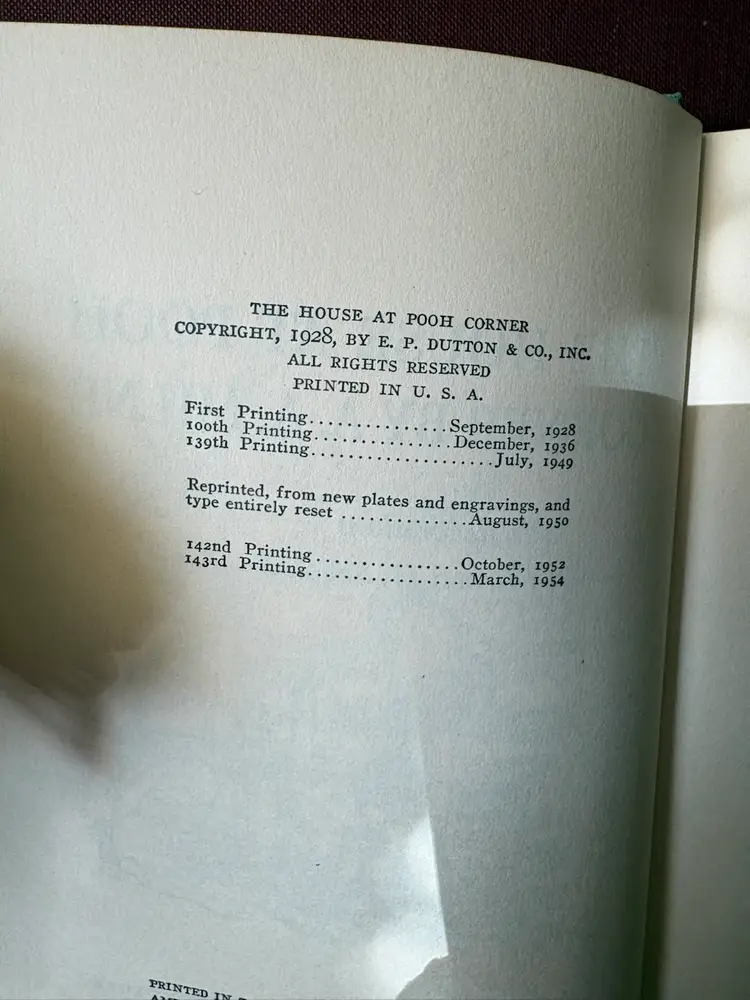 THE HOUSE AT POOH CORNER
COPYRIGHT, 1928, BY E. P. DUTTON & CO., INC.
ALL RIGHTS RESERVED
PRINTED IN U. S. A.
First Printing..............September, 1928
100th Printing..............December, 1936
139th Printing...................July, 1949
Reprinted, from new plates and engravings, and
type entirely reset .............August, 1950
142nd Printing...............October, 1952
143rd Printing.................March, 1954
PRINTED IN